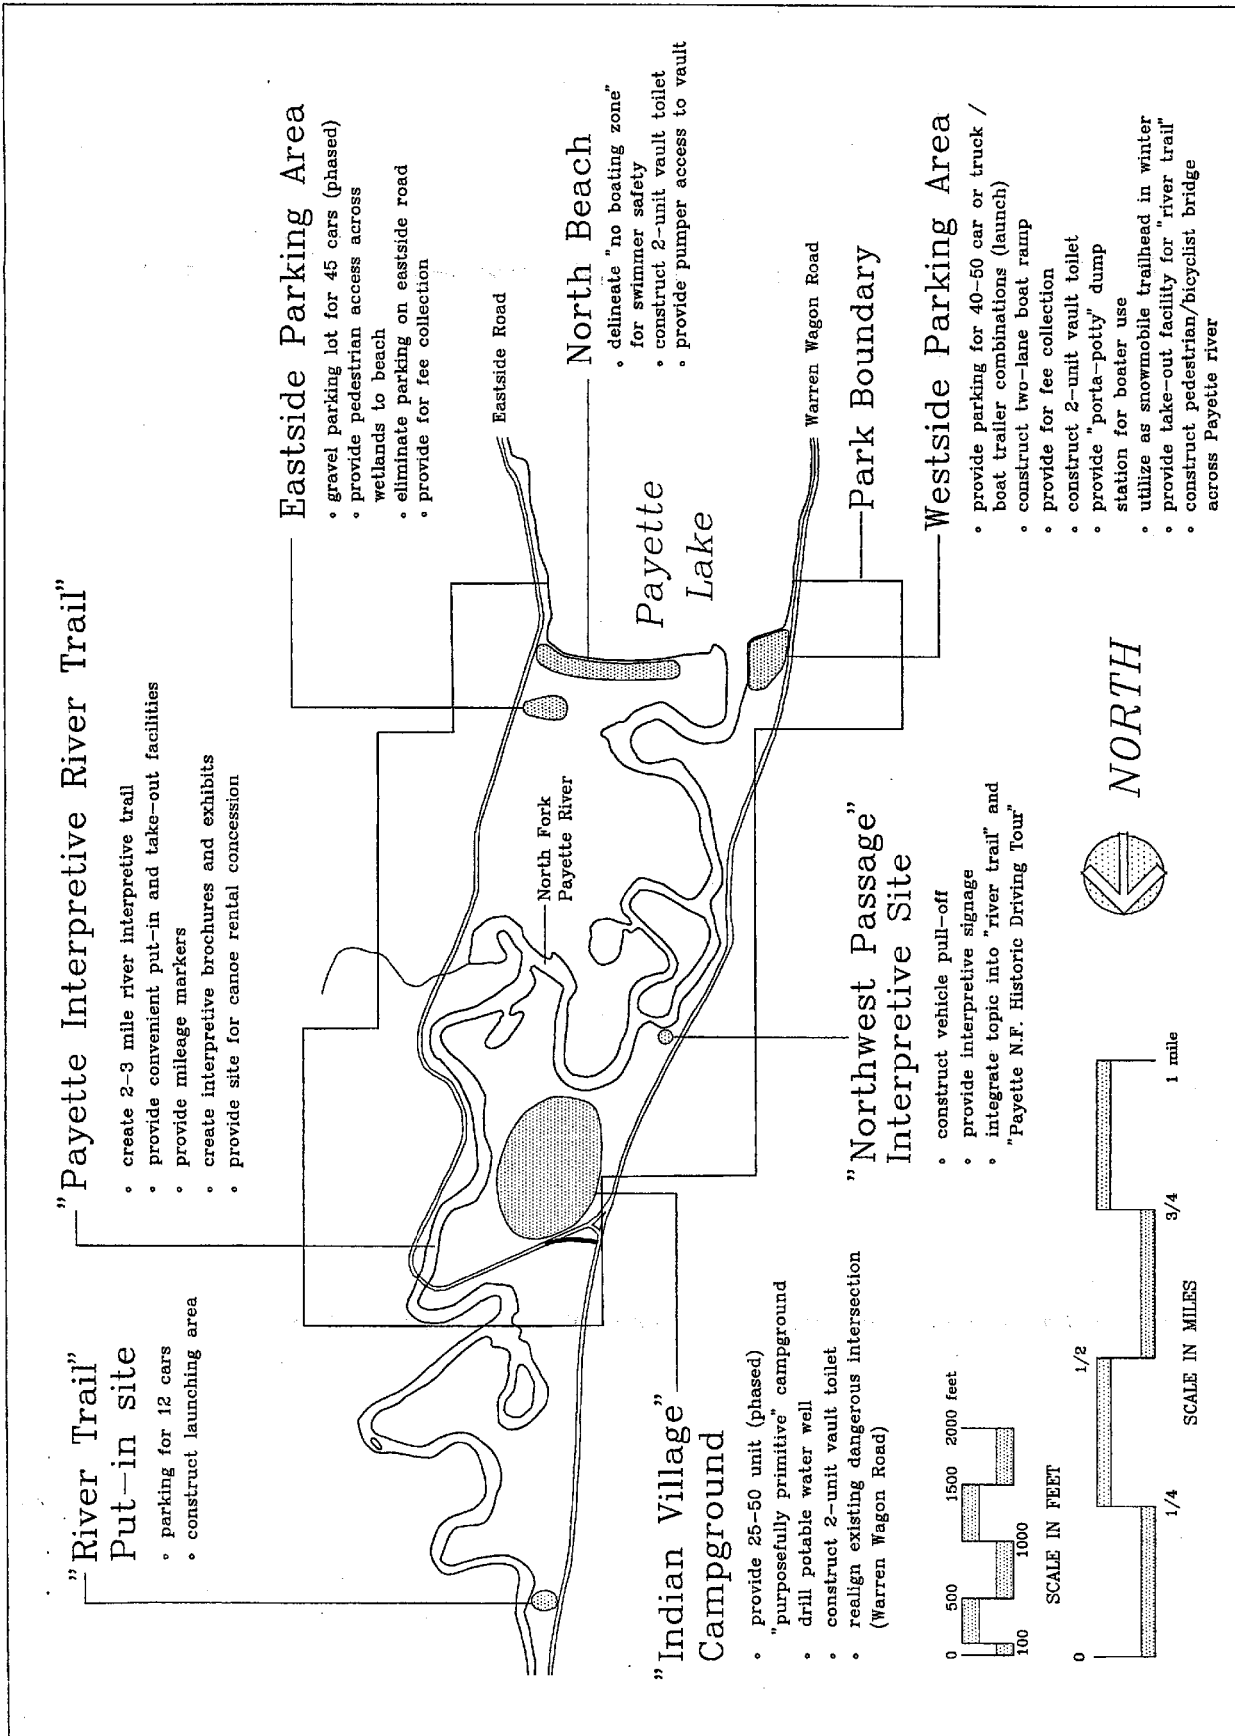 "River Trail"
Put-in site
° parking for 12 cars
° construct launching area
"Payette Interpretive River Trail"
° create 2-3 mile river interpretive trail
° provide convenient put-in and take-out facilities
° provide mileage markers
° create interpretive brochures and exhibits
° provide site for canoe rental concession
Eastside Parking Area
° gravel parking lot for 45 cars (phased)
° provide pedestrian access across
wetlands to beach
° eliminate parking on eastside road
° provide for fee collection
Eastside Road
North Beach
° delineate "no boating zone"
for swimmer safety
° construct 2-unit vault toilet
° provide pumper access to vault
Payette
Lake
North Fork
Payette River
Warren Wagon Road
Park Boundary
"Indian Village"
Campground
° provide 25-50 unit (phased)
"purposefully primitive" campground
° drill potable water well
° construct 2-unit vault toilet
° realign existing dangerous intersection
(Warren Wagon Road)
"Northwest Passage"
Interpretive Site
° construct vehicle pull-off
° provide interpretive signage
° integrate topic into "river trail" and
"Payette N.F. Historic Driving Tour"
Westside Parking Area
° provide parking for 40-50 car or truck /
boat trailer combinations (launch)
° construct two-lane boat ramp
° provide for fee collection
° construct 2-unit vault toilet
° provide "porta-potty" dump
station for boater use
° utilize as snowmobile trailhead in winter
° provide take-out facility for "river trail"
° construct pedestrian/bicyclist bridge
across Payette river
NORTH
0 500 1500 2000 feet
100 1000
SCALE IN FEET
0 1/2 1 mile
1/4 3/4
SCALE IN MILES